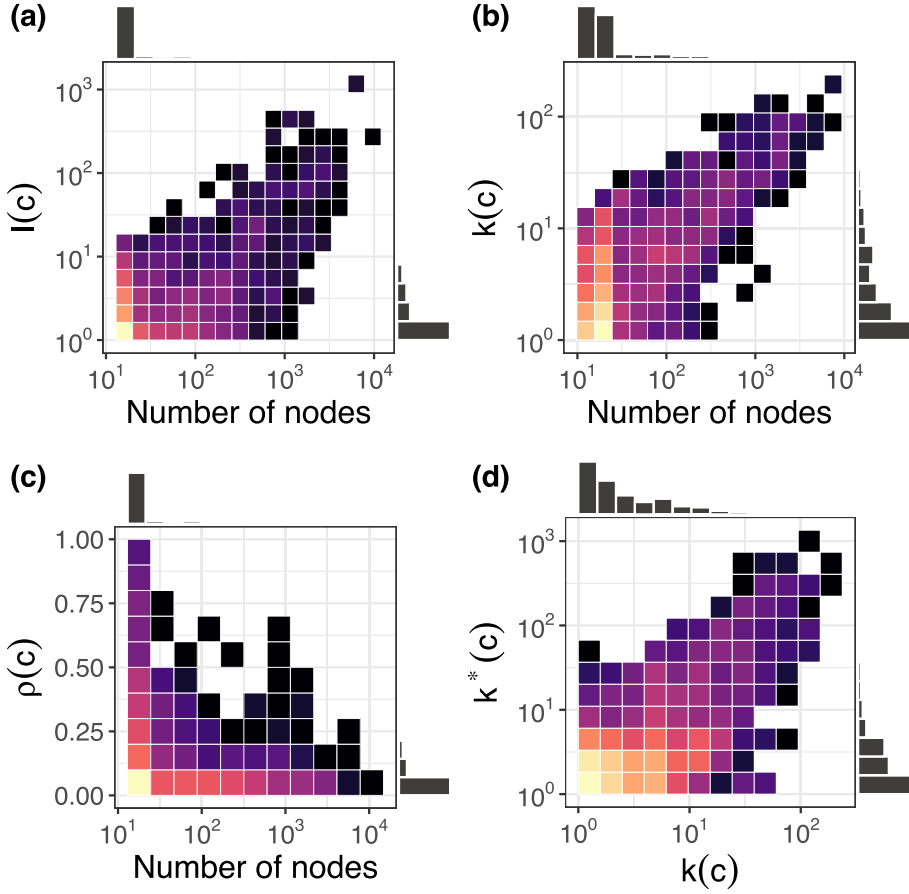 (a)
l(c)
10³
10²
10¹
10⁰
10¹ 10² 10³ 10⁴
Number of nodes
(b)
k(c)
10²
10¹
10⁰
10¹ 10² 10³ 10⁴
Number of nodes
(c)
ρ(c)
1.00
0.75
0.50
0.25
0.00
10¹ 10² 10³ 10⁴
Number of nodes
(d)
k*(c)
10³
10²
10¹
10⁰
10⁰ 10¹ 10²
k(c)